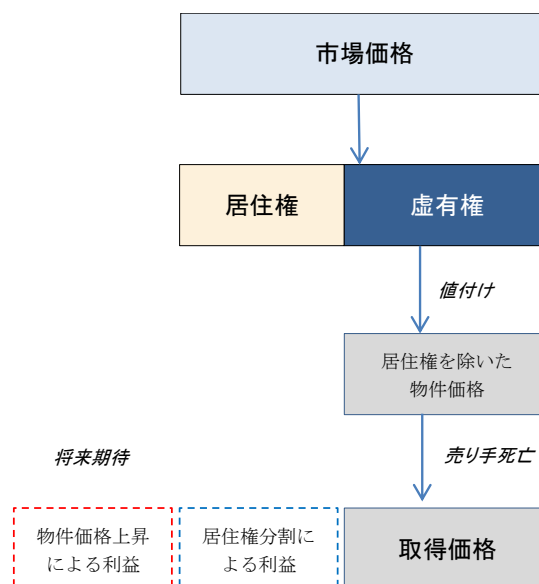 市場価格
居住権
虚有権
値付け
居住権を除いた
物件価格
将来期待
売り手死亡
物件価格上昇
による利益
居住権分割に
よる利益
取得価格